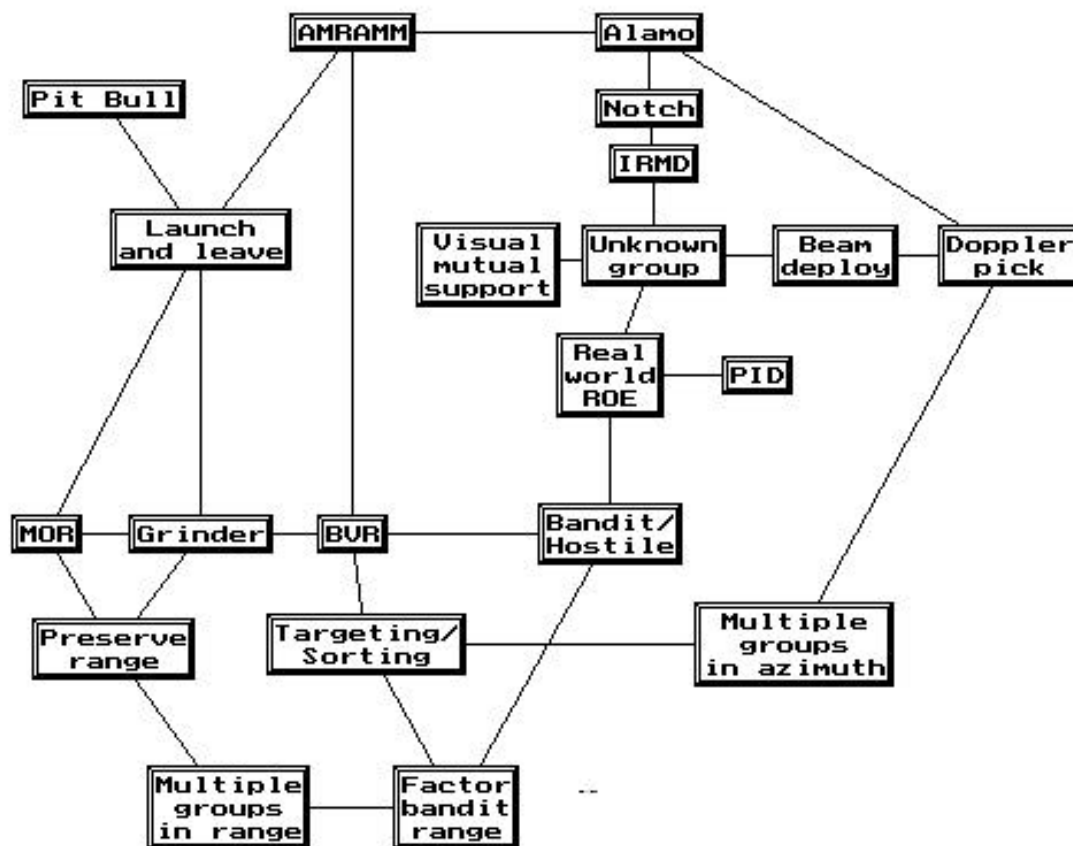 AMRAMM
Alamo
Pit Bull
Notch
IRMD
Launch
and leave
Visual
mutual
support
Unknown
group
Beam
deploy
Doppler
pick
Real
world
ROE
PID
MOR
Grinder
BVR
Bandit/
Hostile
Preserve
range
Targeting/
Sorting
Multiple
groups
in azimuth
Multiple
groups
in range
Factor
bandit
range